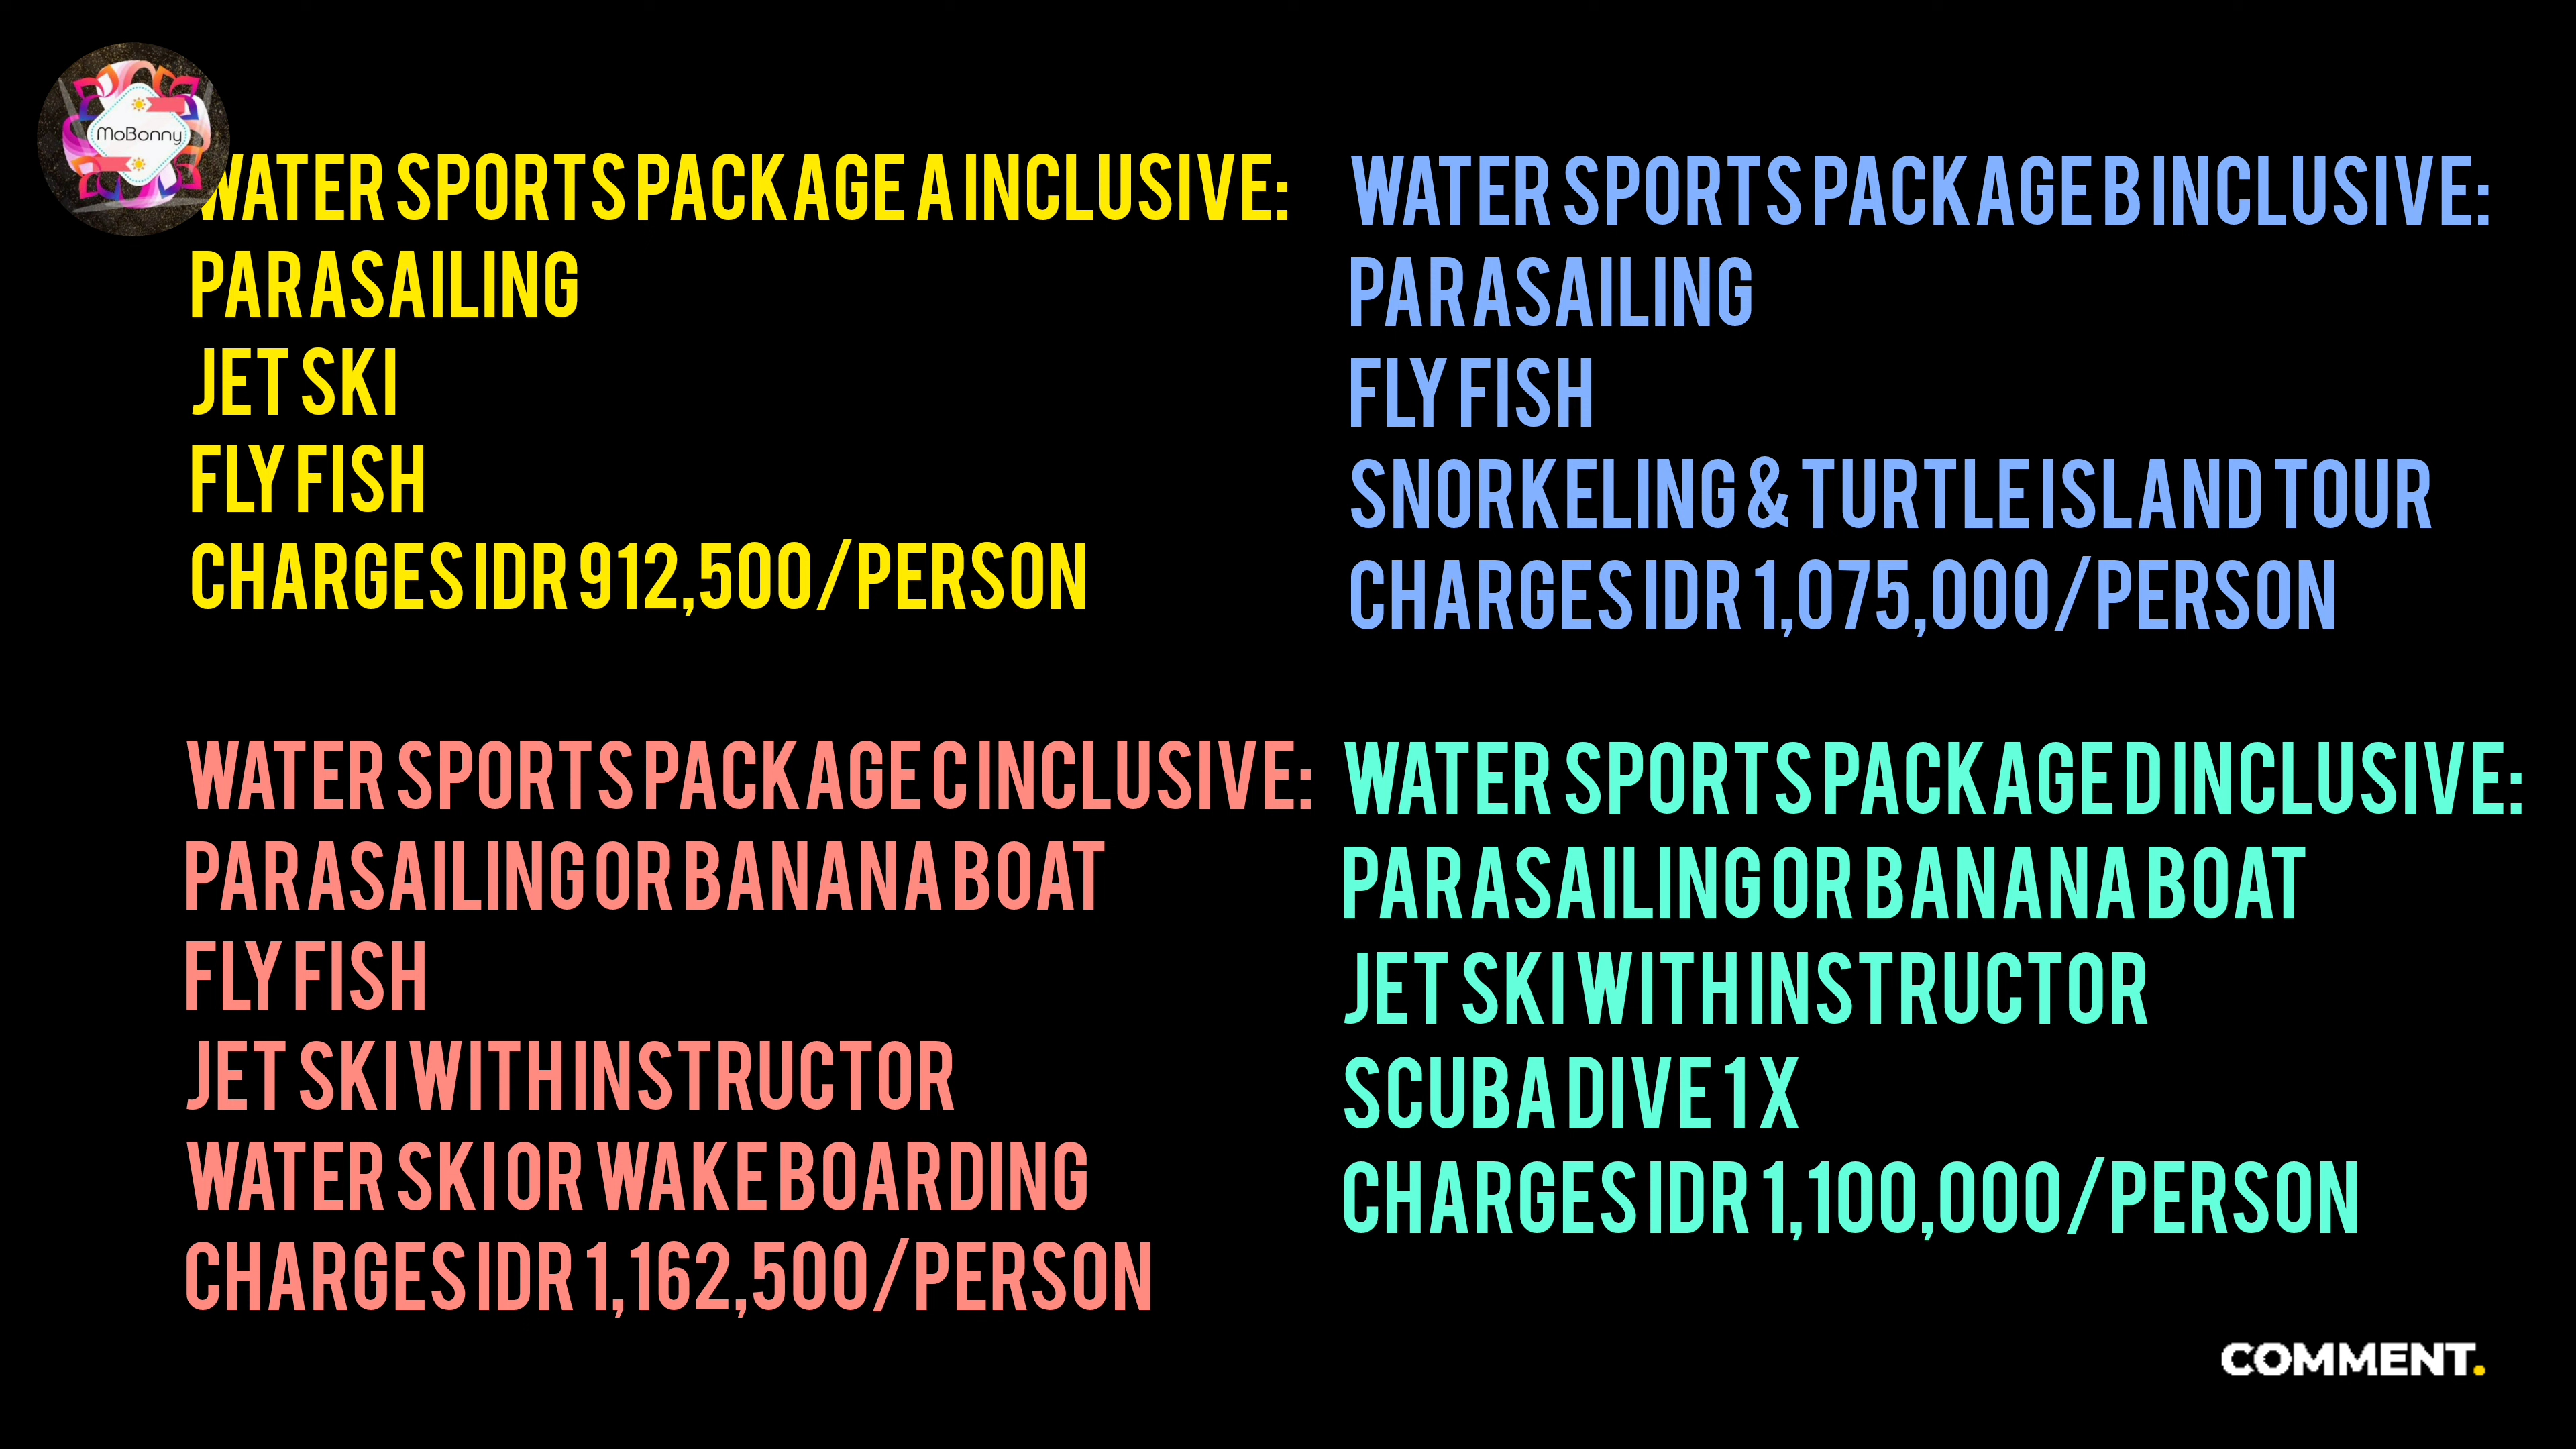 MoBonny
WATER SPORTS PACKAGE A INCLUSIVE:
PARASAILING
JET SKI
FLY FISH
CHARGES IDR 912,500/PERSON
WATER SPORTS PACKAGE B INCLUSIVE:
PARASAILING
FLY FISH
SNORKELING & TURTLE ISLAND TOUR
CHARGES IDR 1,075,000/PERSON
WATER SPORTS PACKAGE C INCLUSIVE:
PARASAILING OR BANANA BOAT
FLY FISH
JET SKI WITH INSTRUCTOR
WATER SKI OR WAKE BOARDING
CHARGES IDR 1,162,500/PERSON
WATER SPORTS PACKAGE D INCLUSIVE:
PARASAILING OR BANANA BOAT
JET SKI WITH INSTRUCTOR
SCUBA DIVE 1 X
CHARGES IDR 1,100,000/PERSON
COMMENT.